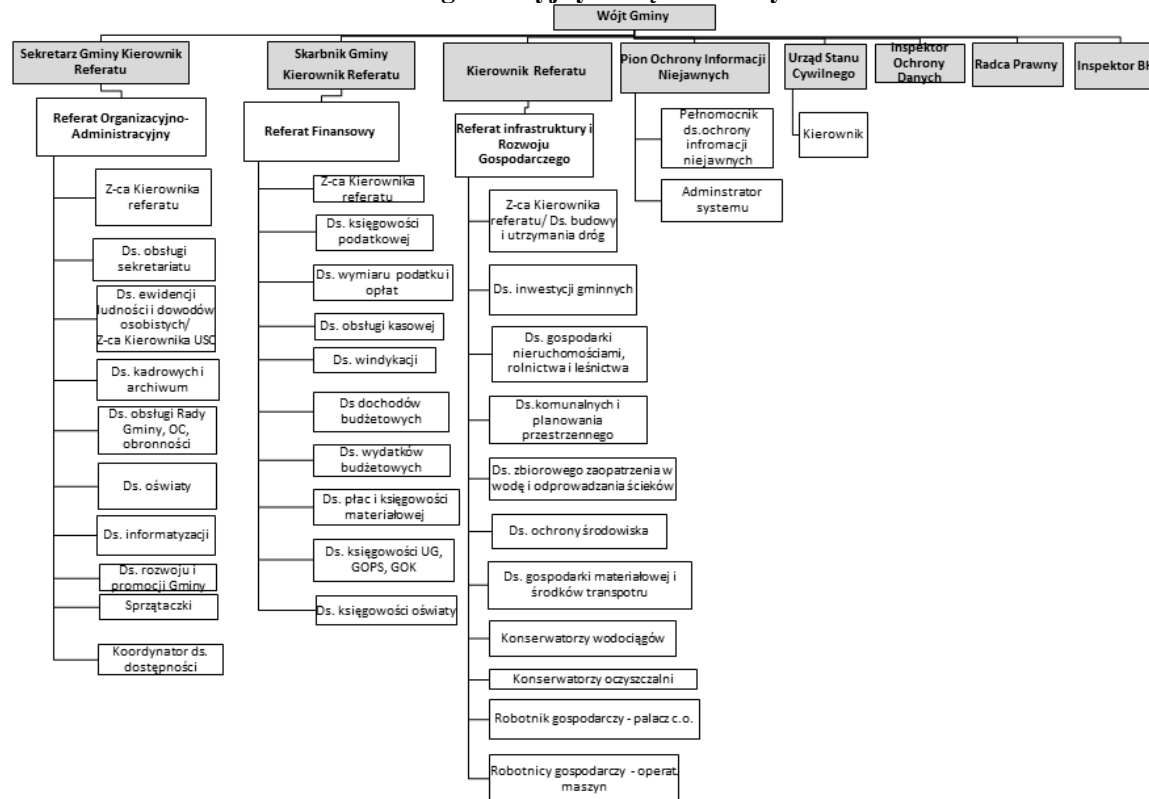 Wójt Gminy
Sekretarz Gminy Kierownik
Referatu
Skarbnik Gminy
Kierownik Referatu
Kierownik Referatu
Pion Ochrony Informacji
Niejawnych
Urząd Stanu
Cywilnego
Inspektor
Ochrony
Danych
Radca Prawny
Inspektor
Referat Organizacyjno-
Administracyjny
Z-ca Kierownika
referatu
Ds. obsługi
sekretariatu
Ds. ewidencji
ludności i dowodów
osobistych/
Z-ca Kierownika USC
Ds. kadrowych i
archiwum
Ds. obsługi Rady
Gminy, OC,
obronności
Ds. oświaty
Ds. informatyzacji
Ds. rozwoju i
promocji Gminy
Sprzątaczki
Koordynator ds.
dostępności
Referat Finansowy
Z-ca Kierownika
referatu
Ds. księgowości
podatkowej
Ds. wymiaru podatku i
opłat
Ds. obsługi kasowej
Ds. windykacji
Ds dochodów
budżetowych
Ds. wydatków
budżetowych
Ds. płac i księgowości
materiałowej
Ds. księgowości UG,
GOPS, GOK
Ds. księgowości oświaty
Referat infrastruktury i
Rozwoju
Gospodarczego
Z-ca Kierownika
referatu/ Ds. budowy
i utrzymania dróg
Ds. inwestycji gminnych
Ds. gospodarki
nieruchomościami,
rolnictwa i leśnictwa
Ds.komunalnych i
planowania
przestrzennego
Ds. zbiorowego zaopatrzenia w
wodę i odprowadzania ścieków
Ds. ochrony środowiska
Ds. gospodarki materiałowej i
środków transpotru
Konserwatorzy wodociągów
Konserwatorzy oczyszczalni
Robotnik gospodarczy - palacz c.o.
Robotnicy gospodarczy - operat.
maszyn
Pełnomocnik
ds.ochrony
infromacji
niejawnych
Adminstrator
systemu
Kierownik